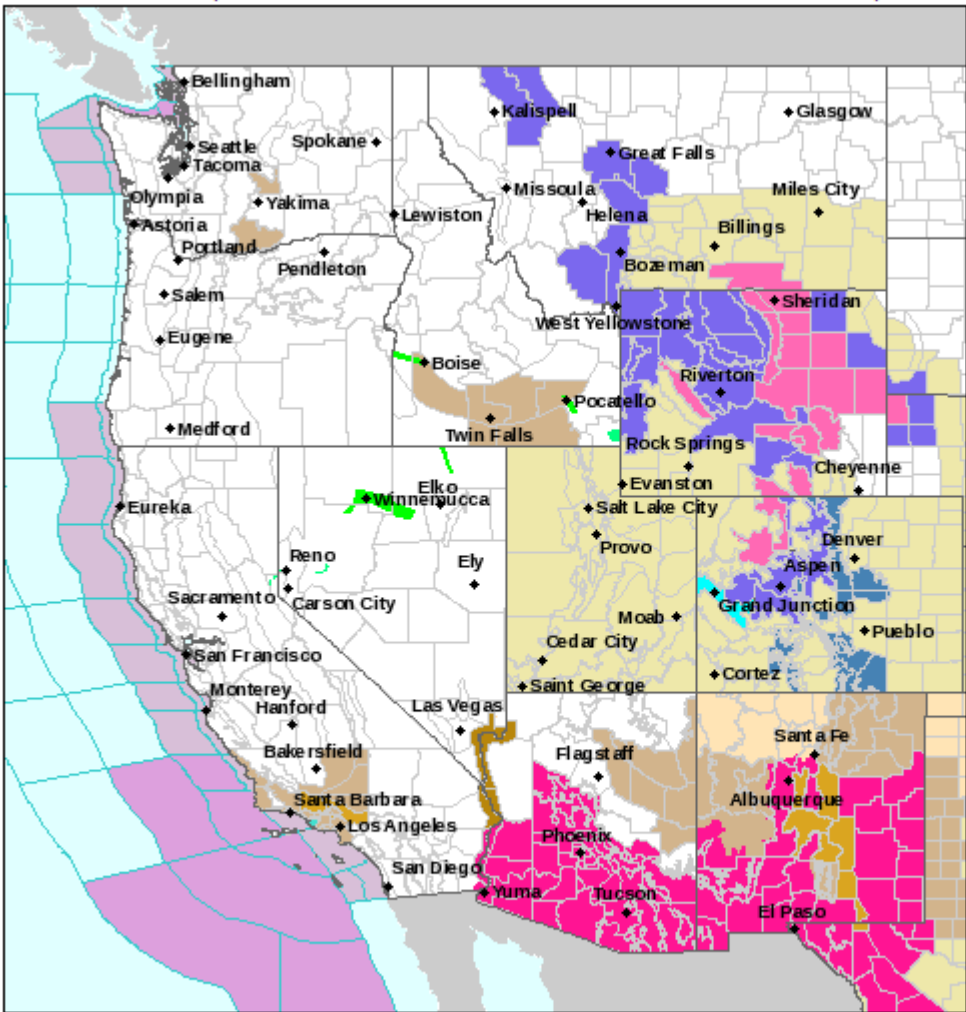 Bellingham
Kalispell
Glasgow
Seattle
Spokane
Great Falls
Tacoma
Missoula
Miles City
Olympia
Yakima
Lewiston
Helena
Astoria
Billings
Portland
Pendleton
Bozeman
Salem
Sheridan
West Yellowstone
Eugene
Boise
Riverton
Pocatello
Medford
Twin Falls
Rock Springs
Cheyenne
Elko
Evanston
Winnemucca
Eureka
Salt Lake City
Provo
Denver
Reno
Ely
Aspen
Sacramento
Carson City
Grand Junction
Moab
Pueblo
San Francisco
Cedar City
Cortez
Monterey
Saint George
Hanford
Las Vegas
Bakersfield
Flagstaff
Santa Fe
Santa Barbara
Albuquerque
Los Angeles
Phoenix
San Diego
Yuma
Tucson
El Paso